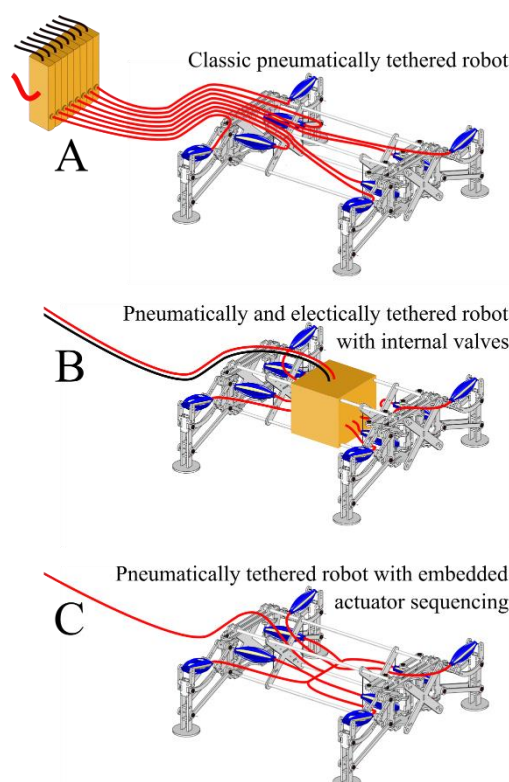 Classic pneumatically tethered robot
A
Pneumatically and electically tethered robot
with internal valves
B
Pneumatically tethered robot with embedded
actuator sequencing
C